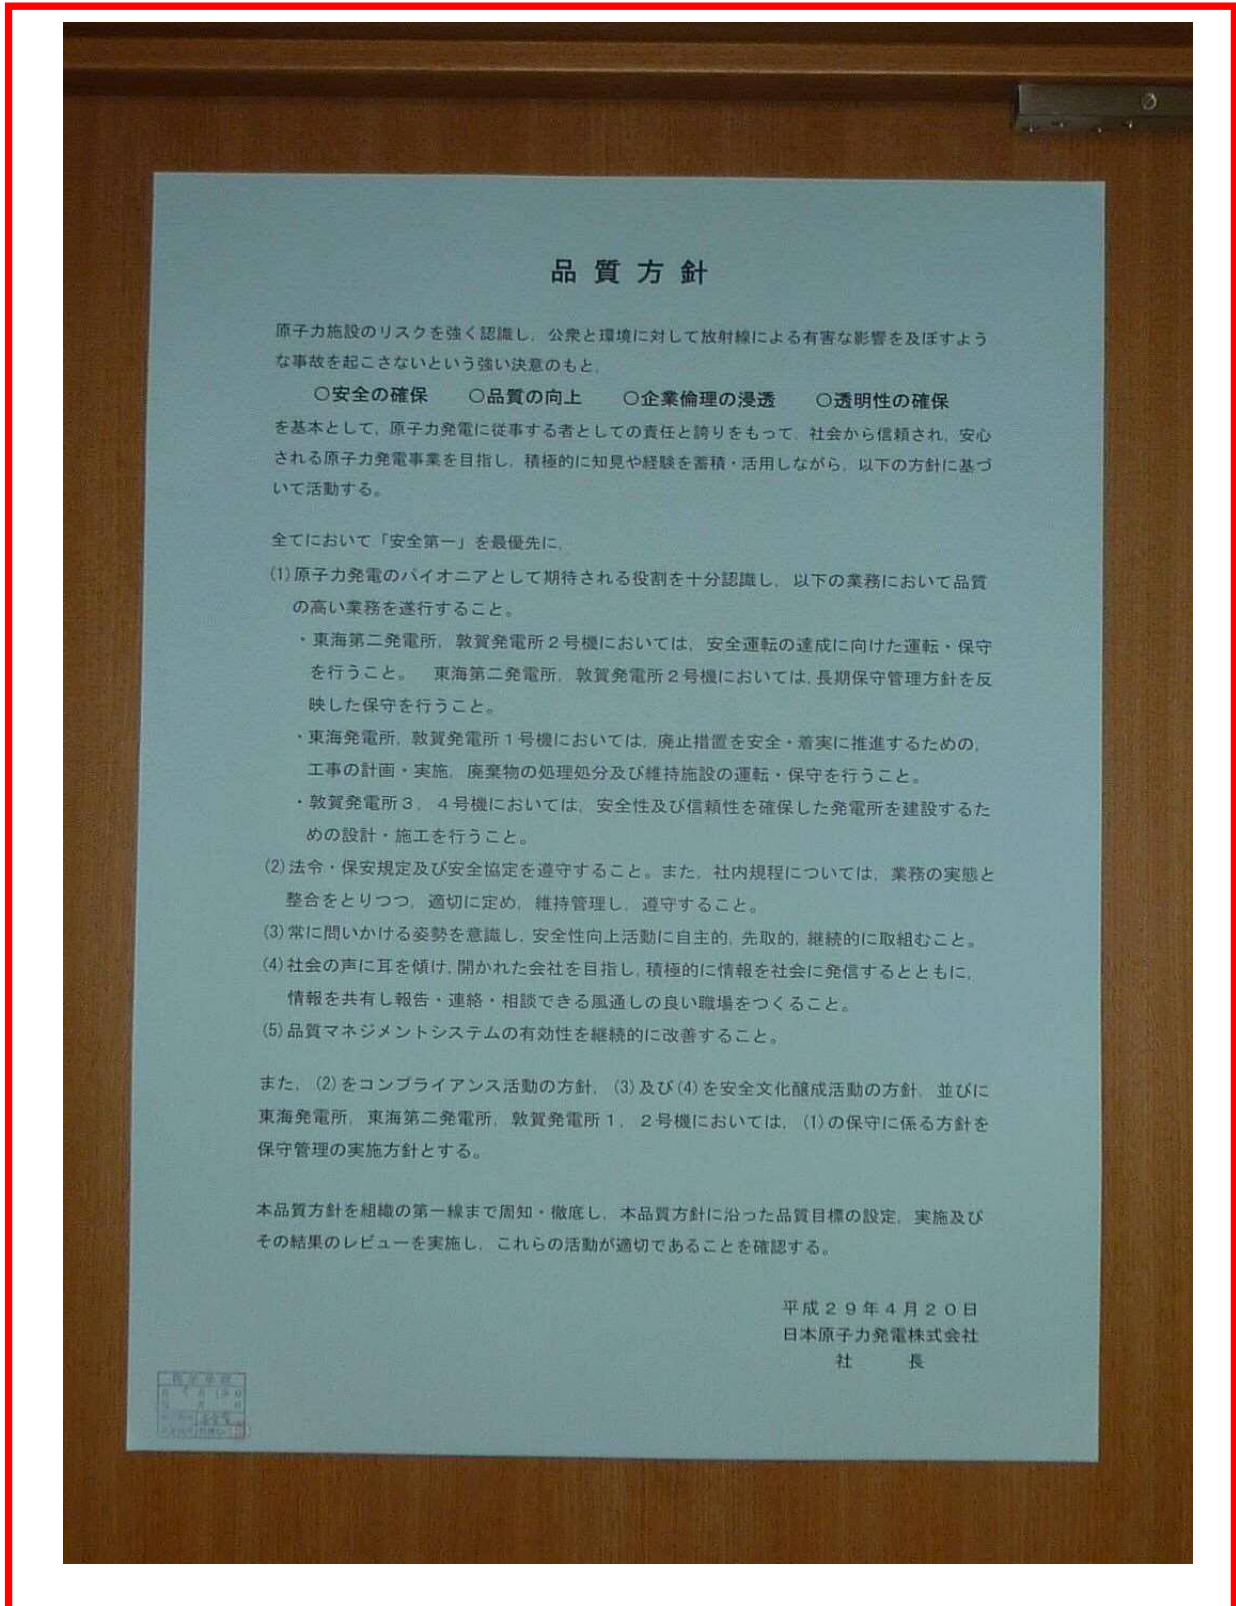 品質方針
原子力施設のリスクを強く認識し，公衆と環境に対して放射線による有害な影響を及ぼすよう
な事故を起こさないという強い決意のもと，
○安全の確保　○品質の向上　○企業倫理の浸透　○透明性の確保
を基本として，原子力発電に従事する者としての責任と誇りをもって，社会から信頼され，安心
される原子力発電事業を目指し，積極的に知見や経験を蓄積・活用しながら，以下の方針に基づ
いて活動する。
全てにおいて「安全第一」を最優先に，
(1)原子力発電のパイオニアとして期待される役割を十分認識し，以下の業務において品質
の高い業務を遂行すること。
・東海第二発電所，敦賀発電所２号機においては，安全運転の達成に向けた運転・保守
を行うこと。　東海第二発電所，敦賀発電所２号機においては，長期保守管理方針を反
映した保守を行うこと。
・東海発電所，敦賀発電所１号機においては，廃止措置を安全・着実に推進するための，
工事の計画・実施，廃棄物の処理処分及び維持施設の運転・保守を行うこと。
・敦賀発電所３，４号機においては，安全性及び信頼性を確保した発電所を建設するた
めの設計・施工を行うこと。
(2)法令・保安規定及び安全協定を遵守すること。また，社内規程については，業務の実態と
整合をとりつつ，適切に定め，維持管理し，遵守すること。
(3)常に問いかける姿勢を意識し，安全性向上活動に自主的，先取的，継続的に取組むこと。
(4)社会の声に耳を傾け，開かれた会社を目指し，積極的に情報を社会に発信するとともに，
情報を共有し報告・連絡・相談できる風通しの良い職場をつくること。
(5)品質マネジメントシステムの有効性を継続的に改善すること。
また，(2)をコンプライアンス活動の方針，(3)及び(4)を安全文化醸成活動の方針，並びに
東海発電所，東海第二発電所，敦賀発電所１，２号機においては，(1)の保守に係る方針を
保守管理の実施方針とする。
本品質方針を組織の第一線まで周知・徹底し，本品質方針に沿った品質目標の設定，実施及び
その結果のレビューを実施し，これらの活動が適切であることを確認する。
平成２９年４月２０日
日本原子力発電株式会社
社　　長